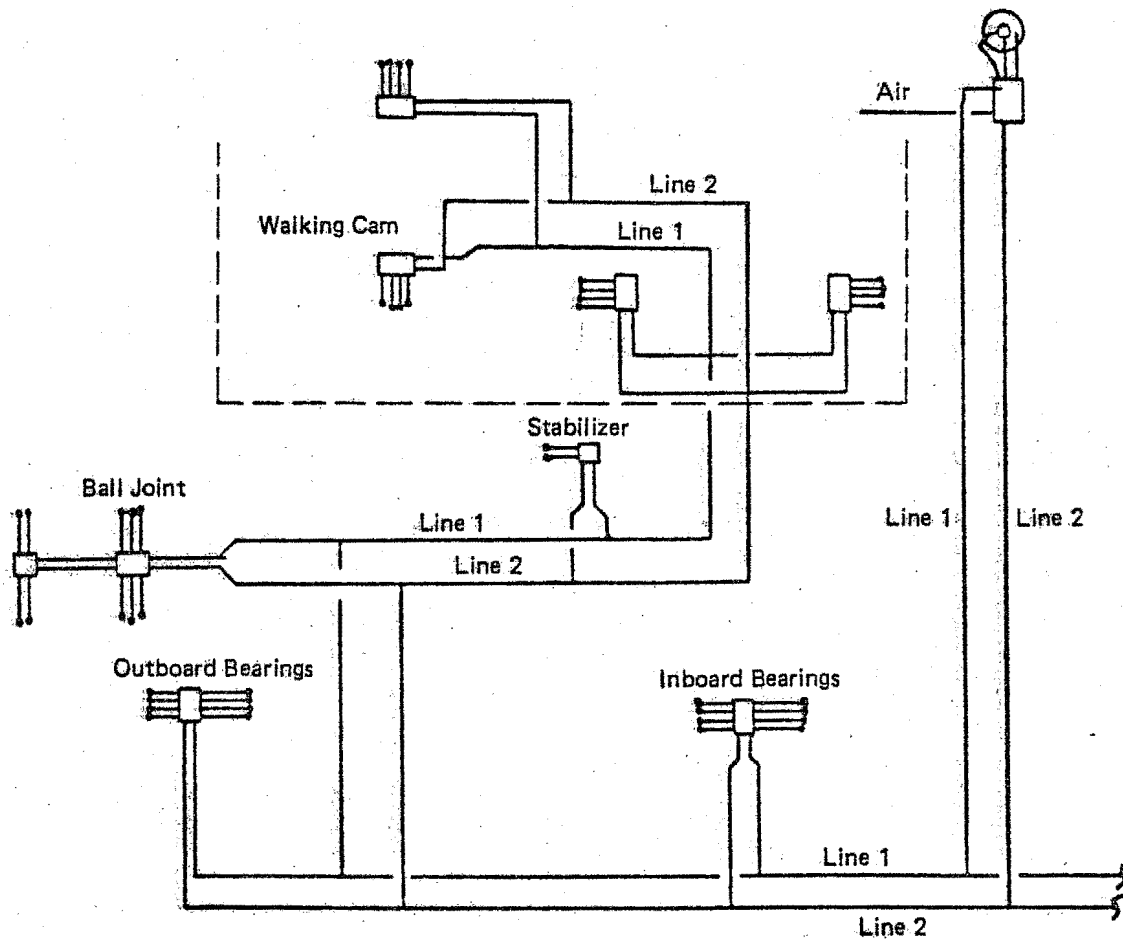 Air
Line 2
Walking Cam
Line 1
Stabilizer
Ball Joint
Line 1
Line 1
Line 2
Line 2
Outboard Bearings
Inboard Bearings
Line 1
Line 2